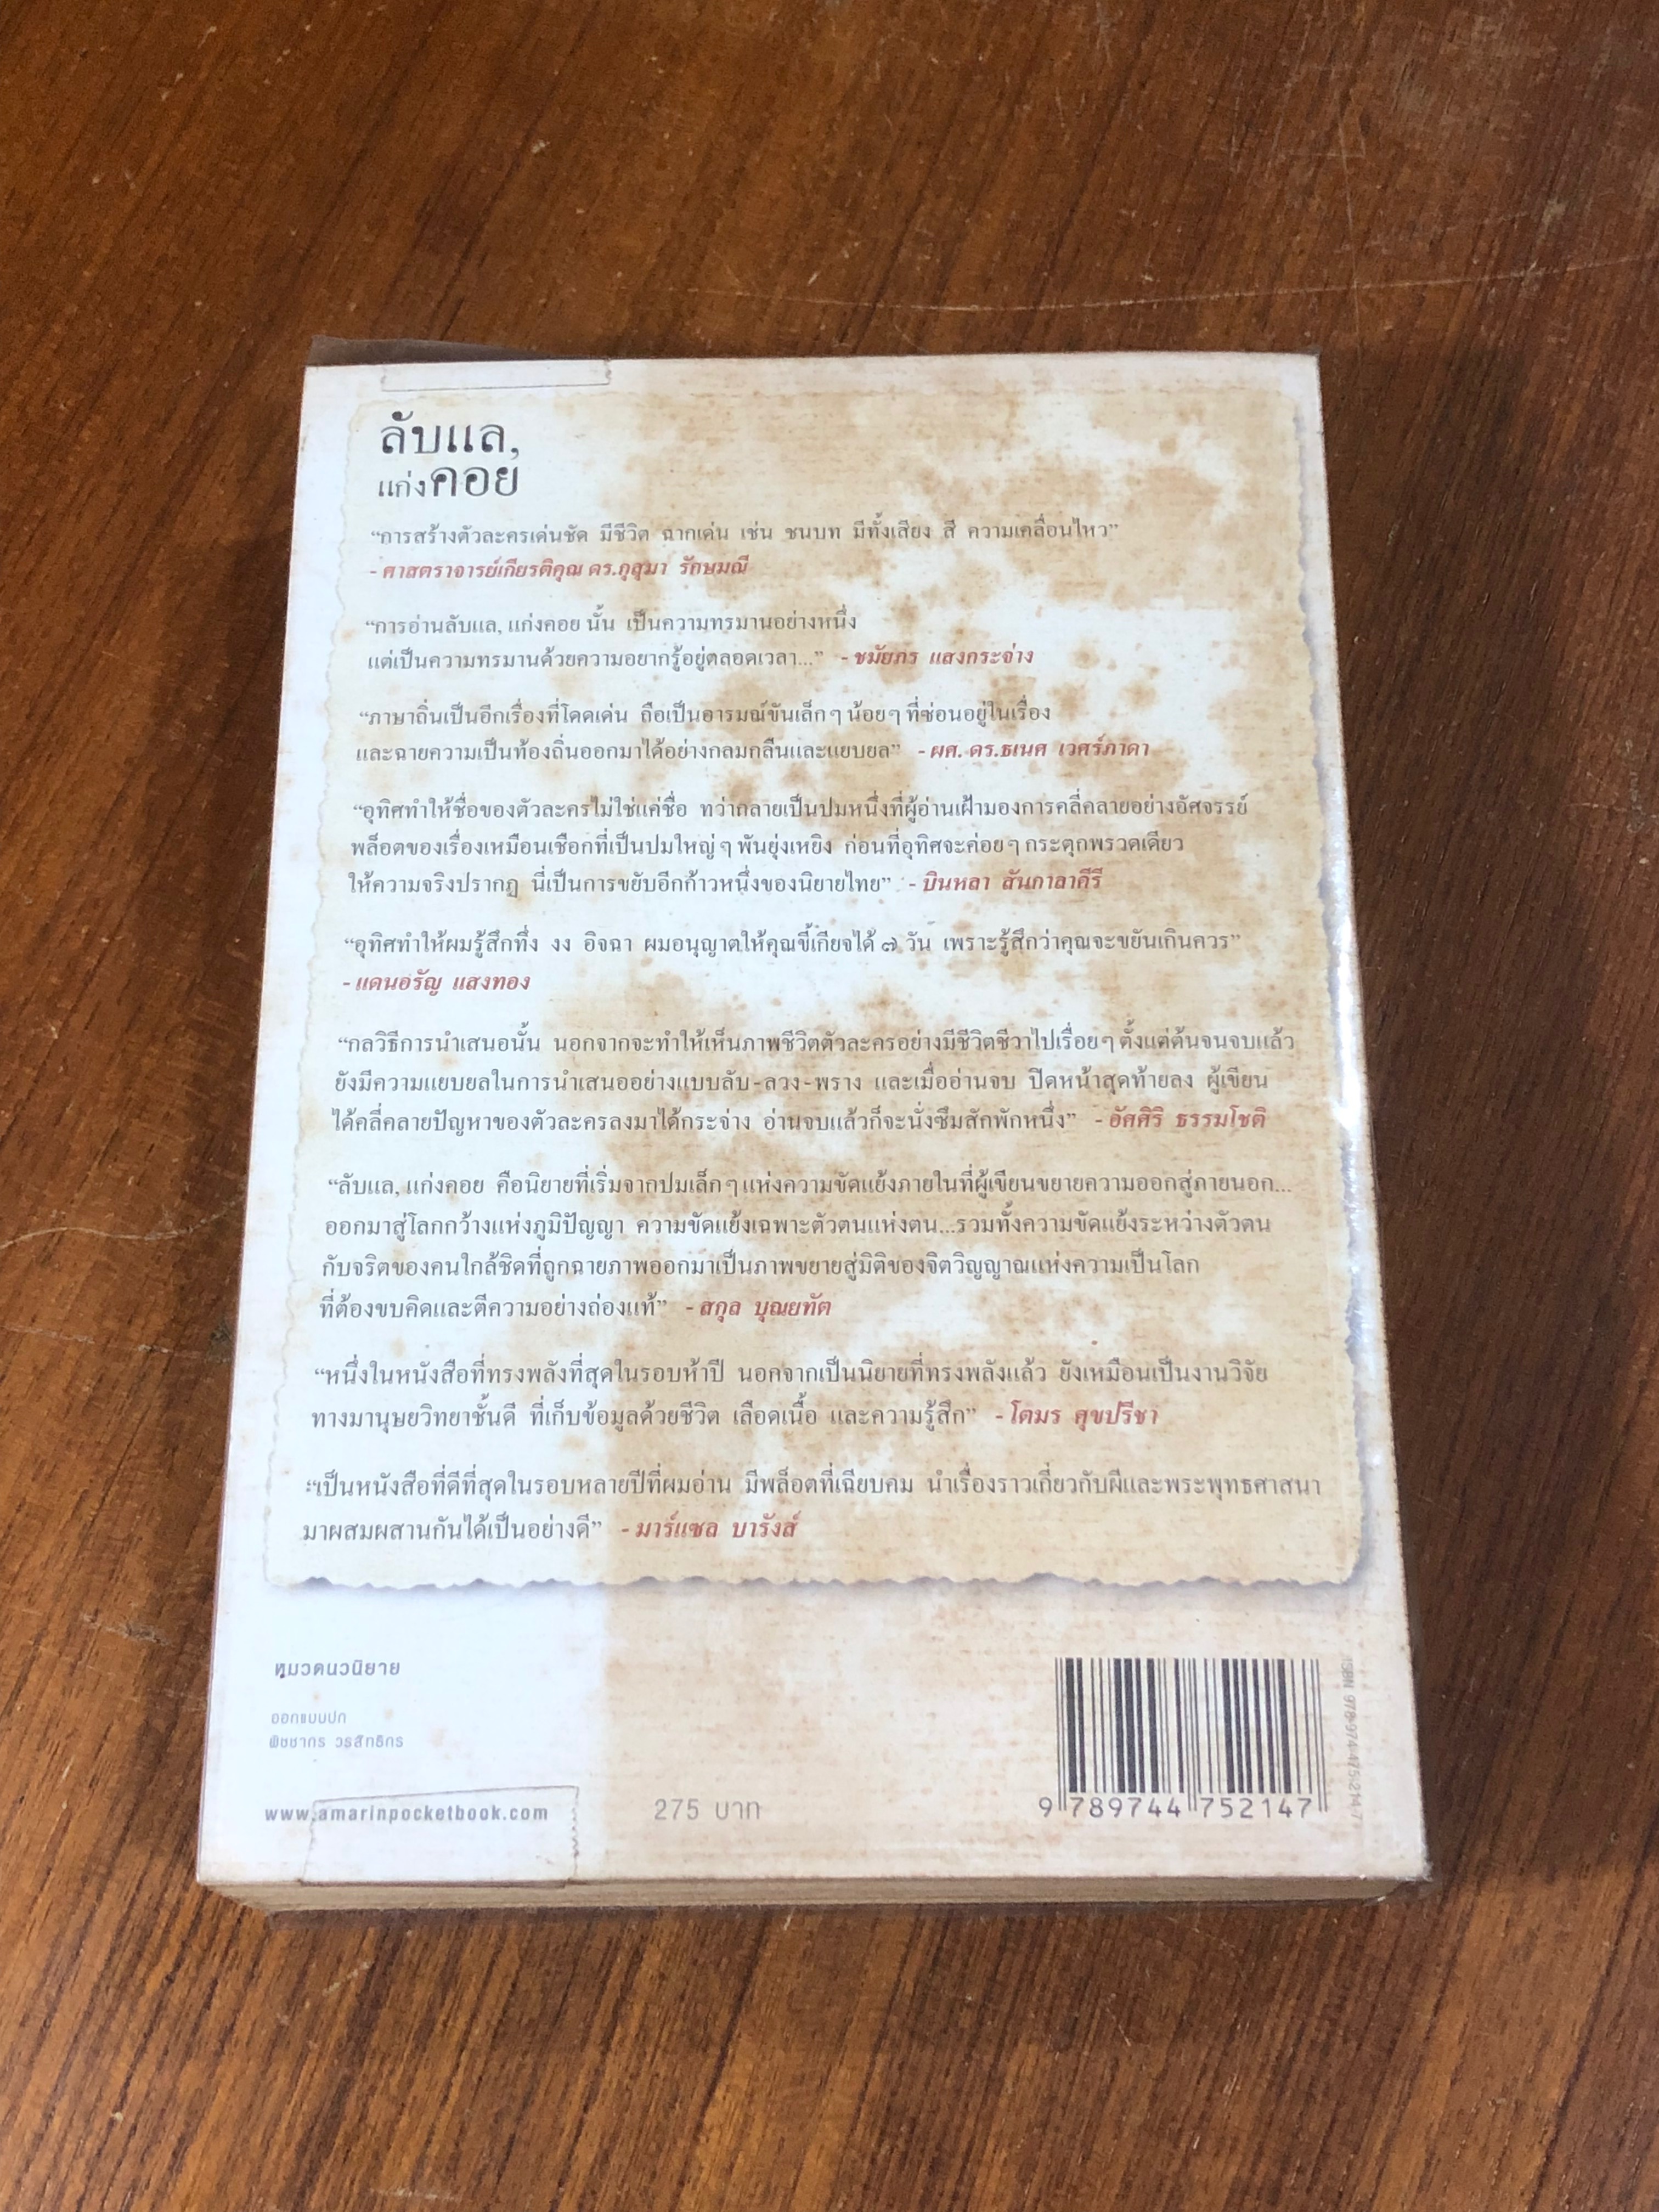 ลับแล,
แก่งคอย
“การสร้างตัวละครเด่นชัด มีชีวิต ฉากเด่น เช่น ชนบท มีทั้งเสียง สี ความเคลื่อนไหว”
- ศาสตราจารย์เกียรติคุณ ดร.กุสุมา รักษมณี
“การอ่านลับแล, แก่งคอย นั้น เป็นความทรมานอย่างหนึ่ง
แต่เป็นความทรมานด้วยความอยากรู้อยู่ตลอดเวลา...” - ชมัยภร แสงกระจ่าง
“ภาษาถิ่นเป็นอีกเรื่องที่โดดเด่น ถือเป็นอารมณ์ขันเล็กๆ น้อยๆ ที่ซ่อนอยู่ในเรื่อง
และฉายความเป็นท้องถิ่นออกมาได้อย่างกลมกลืนและแยบยล” - ผศ. ดร.ธเนศ เวศร์ภาดา
“อุทิศทำให้ชื่อของตัวละครไม่ใช่แค่ชื่อ ทว่ากลายเป็นปมหนึ่งที่ผู้อ่านเฝ้ามองการคลี่คลายอย่างอัศจรรย์
พล็อตของเรื่องเหมือนเชือกที่เป็นปมใหญ่ๆ พันยุ่งเหยิง ก่อนที่อุทิศจะค่อยๆ กระตุกพรวดเดียว
ให้ความจริงปรากฏ นี่เป็นการขยับอีกก้าวหนึ่งของนิยายไทย” - บินหลา สันกาลาคีรี
“อุทิศทำให้ผมรู้สึกทึ่ง งง อิจฉา ผมอนุญาตให้คุณขี้เกียจได้ ๗ วัน เพราะรู้สึกว่าคุณจะขยันเกินควร”
- แดนอรัญ แสงทอง
“กลวิธีการนำเสนอนั้น นอกจากจะทำให้เห็นภาพชีวิตตัวละครอย่างมีชีวิตชีวาไปเรื่อยๆ ตั้งแต่ต้นจนจบแล้ว
ยังมีความแยบยลในการนำเสนออย่างแบบลับ-ลวง-พราง และเมื่ออ่านจบ ปิดหน้าสุดท้ายลง ผู้เขียน
ได้คลี่คลายปัญหาของตัวละครลงมาได้กระจ่าง อ่านจบแล้วก็จะนั่งซึมสักพักหนึ่ง” - อัศศิริ ธรรมโชติ
“ลับแล, แก่งคอย คือนิยายที่เริ่มจากปมเล็กๆ แห่งความขัดแย้งภายในที่ผู้เขียนขยายความออกสู่ภายนอก...
ออกมาสู่โลกกว้างแห่งภูมิปัญญา ความขัดแย้งเฉพาะตัวตนแห่งตน...รวมทั้งความขัดแย้งระหว่างตัวตน
กับจริตของคนใกล้ชิดที่ถูกฉายภาพออกมาเป็นภาพขยายสู่มิติของจิตวิญญาณแห่งความเป็นโลก
ที่ต้องขบคิดและตีความอย่างถ่องแท้” - สกุล บุณยทัต
“หนึ่งในหนังสือที่ทรงพลังที่สุดในรอบห้าปี นอกจากเป็นนิยายที่ทรงพลังแล้ว ยังเหมือนเป็นงานวิจัย
ทางมานุษยวิทยาชั้นดี ที่เก็บข้อมูลด้วยชีวิต เลือดเนื้อ และความรู้สึก” - โตมร ศุขปรีชา
“เป็นหนังสือที่ดีที่สุดในรอบหลายปีที่ผมอ่าน มีพล็อตที่เฉียบคม นำเรื่องราวเกี่ยวกับผีและพระพุทธศาสนา
มาผสมผสานกันได้เป็นอย่างดี” - มาร์แซล บารังส์
หมวดนวนิยาย
ออกแบบปก
พิชชากร วรสิทธิกร
www.amarinpocketbook.com
275 บาท
9 789744 752147
ISBN 978-974-475-214-7